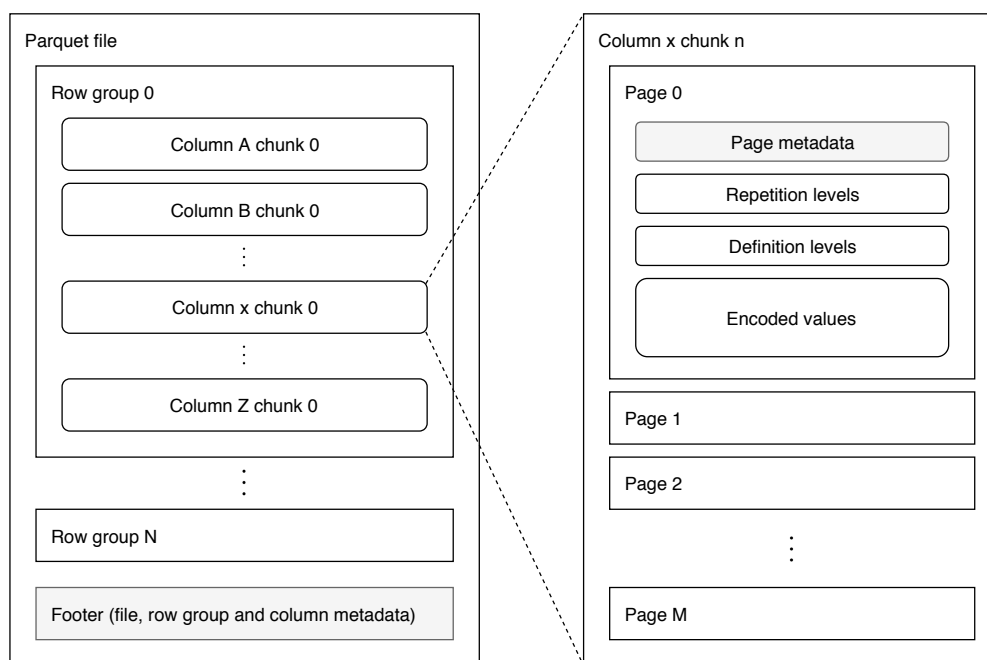 Parquet file
Row group 0
Column A chunk 0
Column B chunk 0
Column x chunk 0
Column Z chunk 0
Row group N
Footer (file, row group and column metadata)
Column x chunk n
Page 0
Page metadata
Repetition levels
Definition levels
Encoded values
Page 1
Page 2
Page M